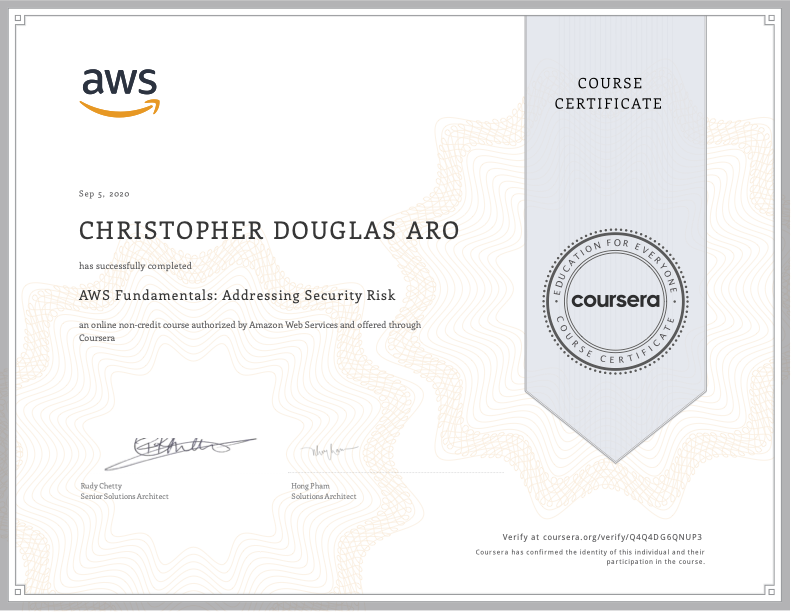 aws
COURSE
CERTIFICATE
Sep 5, 2020
CHRISTOPHER DOUGLAS ARO
has successfully completed
AWS Fundamentals: Addressing Security Risk
an online non-credit course authorized by Amazon Web Services and offered through
Coursera
EDUCATION FOR EVERYONE
coursera
COURSE CERTIFICATE
Rudy Chetty
Senior Solutions Architect
Hong Pham
Solutions Architect
Verify at coursera.org/verify/Q4Q4DG6QNUP3
Coursera has confirmed the identity of this individual and their
participation in the course.